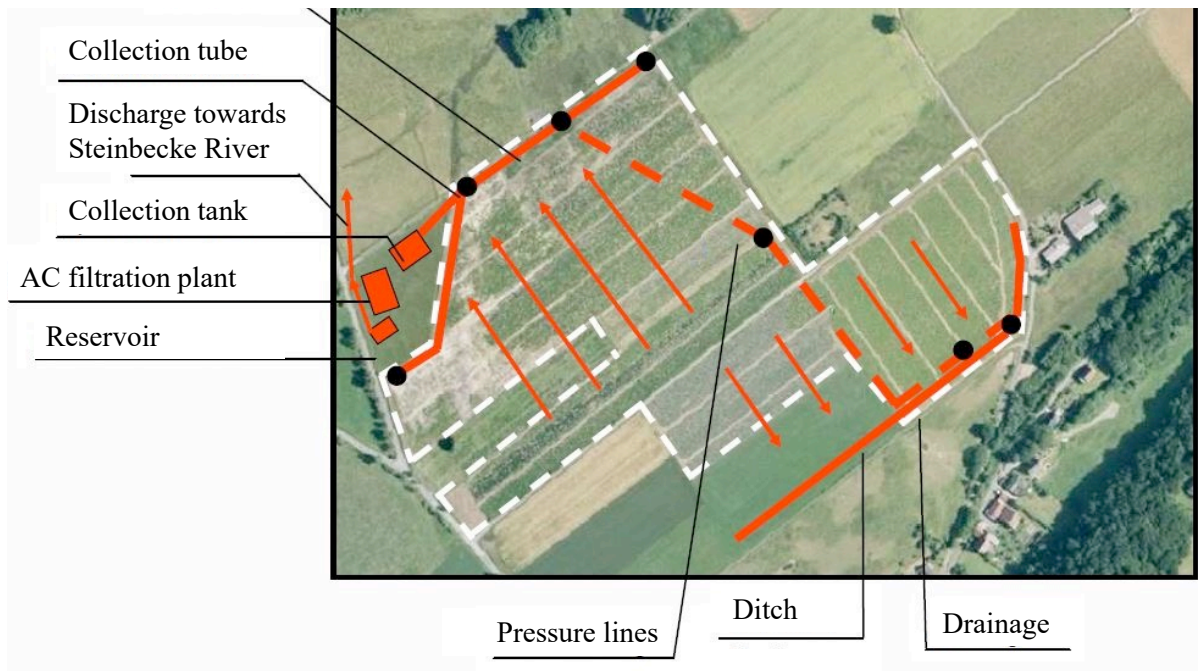 Collection tube
Discharge towards
Steinbecke River
Collection tank
AC filtration plant
Reservoir
Pressure lines
Ditch
Drainage